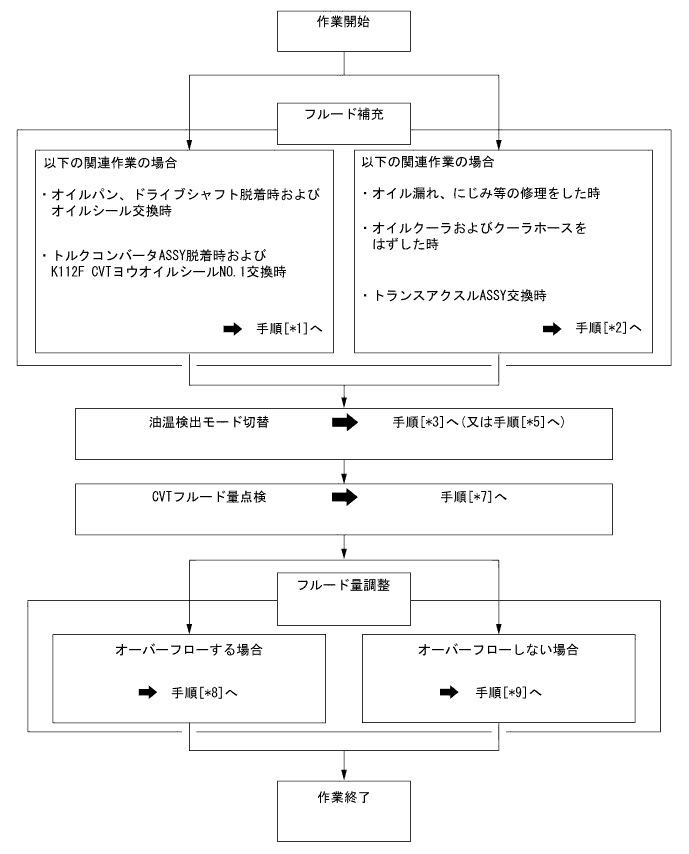 作業開始
フルード補充
以下の関連作業の場合
・オイルパン、ドライブシャフト脱着時および
オイルシール交換時
・トルクコンバータASSY脱着時および
K112F CVTヨウオイルシールNO.1交換時
手順[*1]へ
以下の関連作業の場合
・オイル漏れ、にじみ等の修理をした時
・オイルクーラおよびクーラホースを
はずした時
・トランスアクスルASSY交換時
手順[*2]へ
油温検出モード切替 手順[*3]へ(又は手順[*5]へ)
CVTフルード量点検 手順[*7]へ
フルード量調整
オーバーフローする場合
手順[*8]へ
オーバーフローしない場合
手順[*9]へ
作業終了